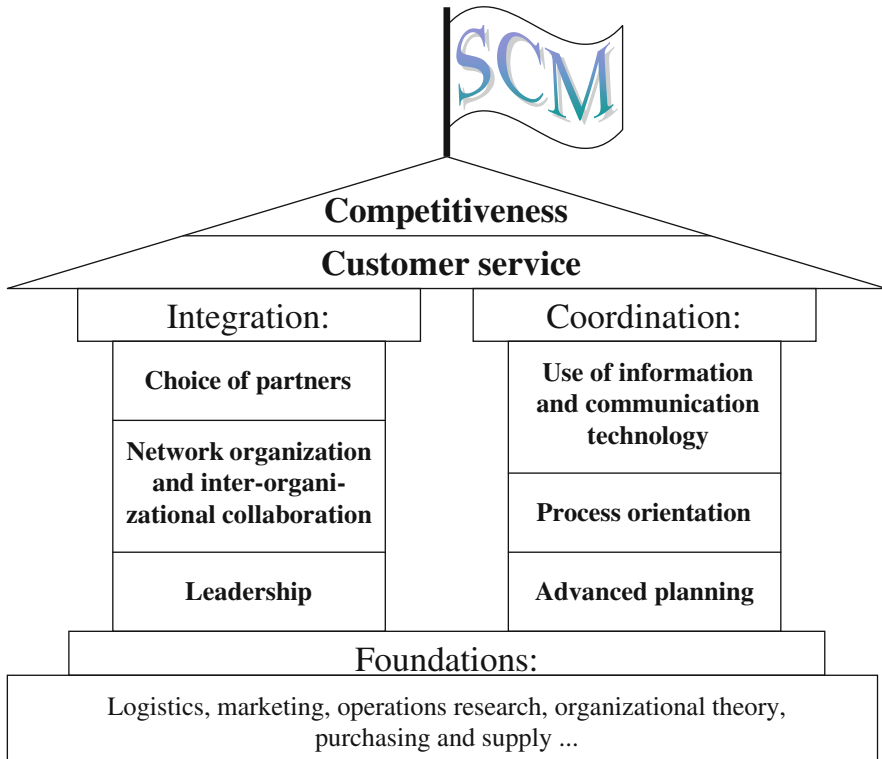 SCM
Competitiveness
Customer service
Integration:
Choice of partners
Network organization
and inter-organi-
zational collaboration
Leadership
Coordination:
Use of information
and communication
technology
Process orientation
Advanced planning
Foundations:
Logistics, marketing, operations research, organizational theory,
purchasing and supply ...